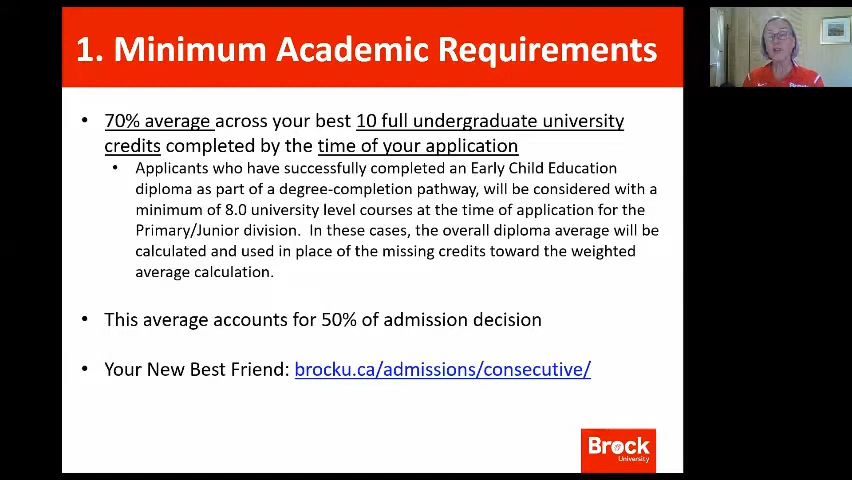 1. Minimum Academic Requirements
• 70% average across your best 10 full undergraduate university
credits completed by the time of your application
• Applicants who have successfully completed an Early Child Education
diploma as part of a degree-completion pathway, will be considered with a
minimum of 8.0 university level courses at the time of application for the
Primary/Junior division. In these cases, the overall diploma average will be
calculated and used in place of the missing credits toward the weighted
average calculation.
• This average accounts for 50% of admission decision
• Your New Best Friend: brocku.ca/admissions/consecutive/
Brock
University